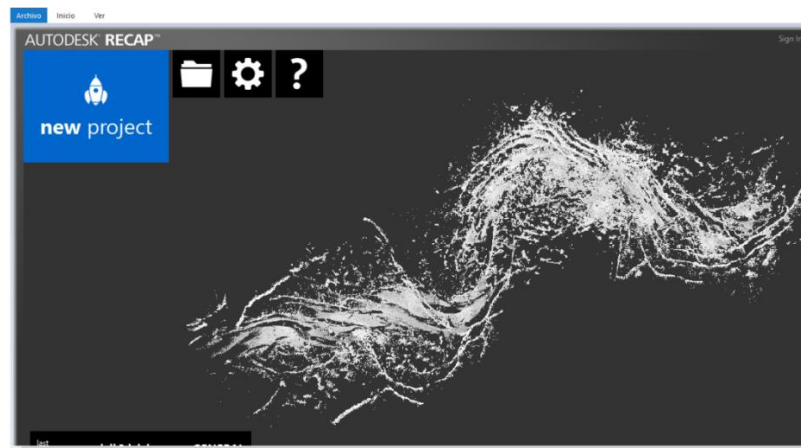 Archivo Inicio Ver
AUTODESK® RECAP™
Sign In
?
new project
last